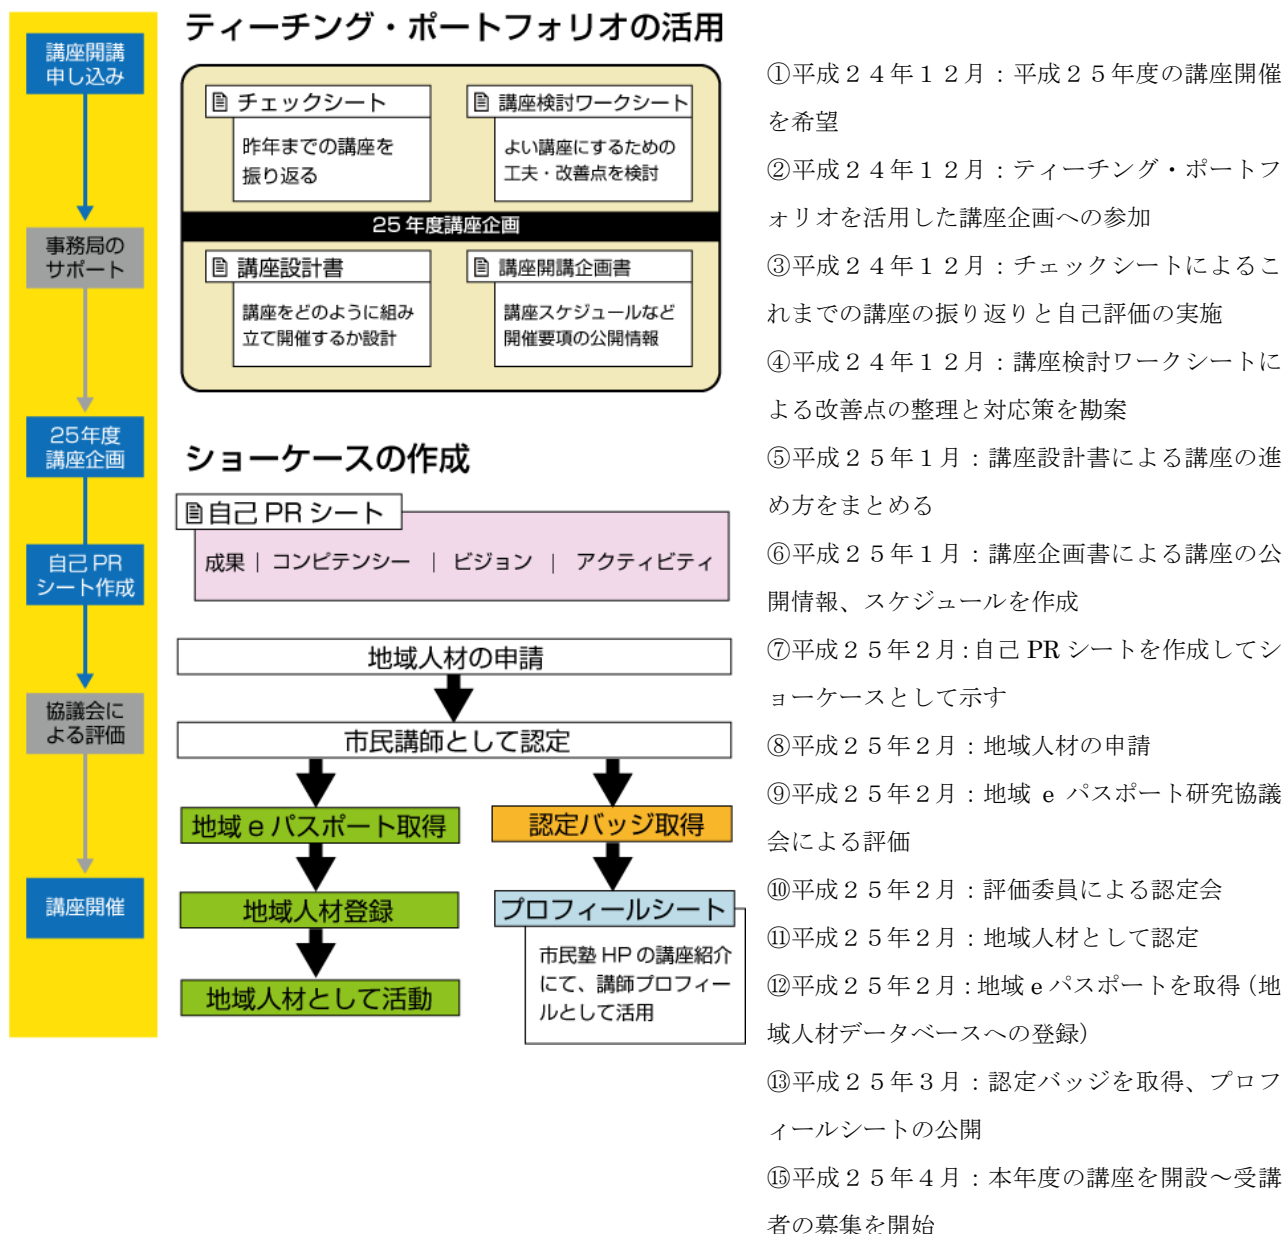 講座開講
申し込み
事務局の
サポート
25年度
講座企画
自己 PR
シート作成
協議会に
よる評価
講座開催
ティーチング・ポートフォリオの活用
チェックシート
昨年までの講座を
振り返る
講座検討ワークシート
よい講座にするための
工夫・改善点を検討
25 年度講座企画
講座設計書
講座をどのように組み
立て開催するか設計
講座開講企画書
講座スケジュールなど
開催要項の公開情報
ショーケースの作成
自己 PR シート
成果 | コンピテンシー | ビジョン | アクティビティ
地域人材の申請
市民講師として認定
地域 e パスポート取得
認定バッジ取得
地域人材登録
プロフィールシート
市民塾 HP の講座紹介
にて、講師プロフィー
ルとして活用
地域人材として活動
①平成２４年１２月：平成２５年度の講座開催
を希望
②平成２４年１２月：ティーチング・ポートフ
ォリオを活用した講座企画への参加
③平成２４年１２月：チェックシートによるこ
れまでの講座の振り返りと自己評価の実施
④平成２４年１２月：講座検討ワークシートに
よる改善点の整理と対応策を勘案
⑤平成２５年１月：講座設計書による講座の進
め方をまとめる
⑥平成２５年１月：講座企画書による講座の公
開情報、スケジュールを作成
⑦平成２５年２月：自己 PR シートを作成してシ
ョーケースとして示す
⑧平成２５年２月：地域人材の申請
⑨平成２５年２月：地域 e パスポート研究協議
会による評価
⑩平成２５年２月：評価委員による認定会
⑪平成２５年２月：地域人材として認定
⑫平成２５年２月：地域 e パスポートを取得（地
域人材データベースへの登録）
⑬平成２５年３月：認定バッジを取得、プロフ
ィールシートの公開
⑮平成２５年４月：本年度の講座を開設～受講
者の募集を開始